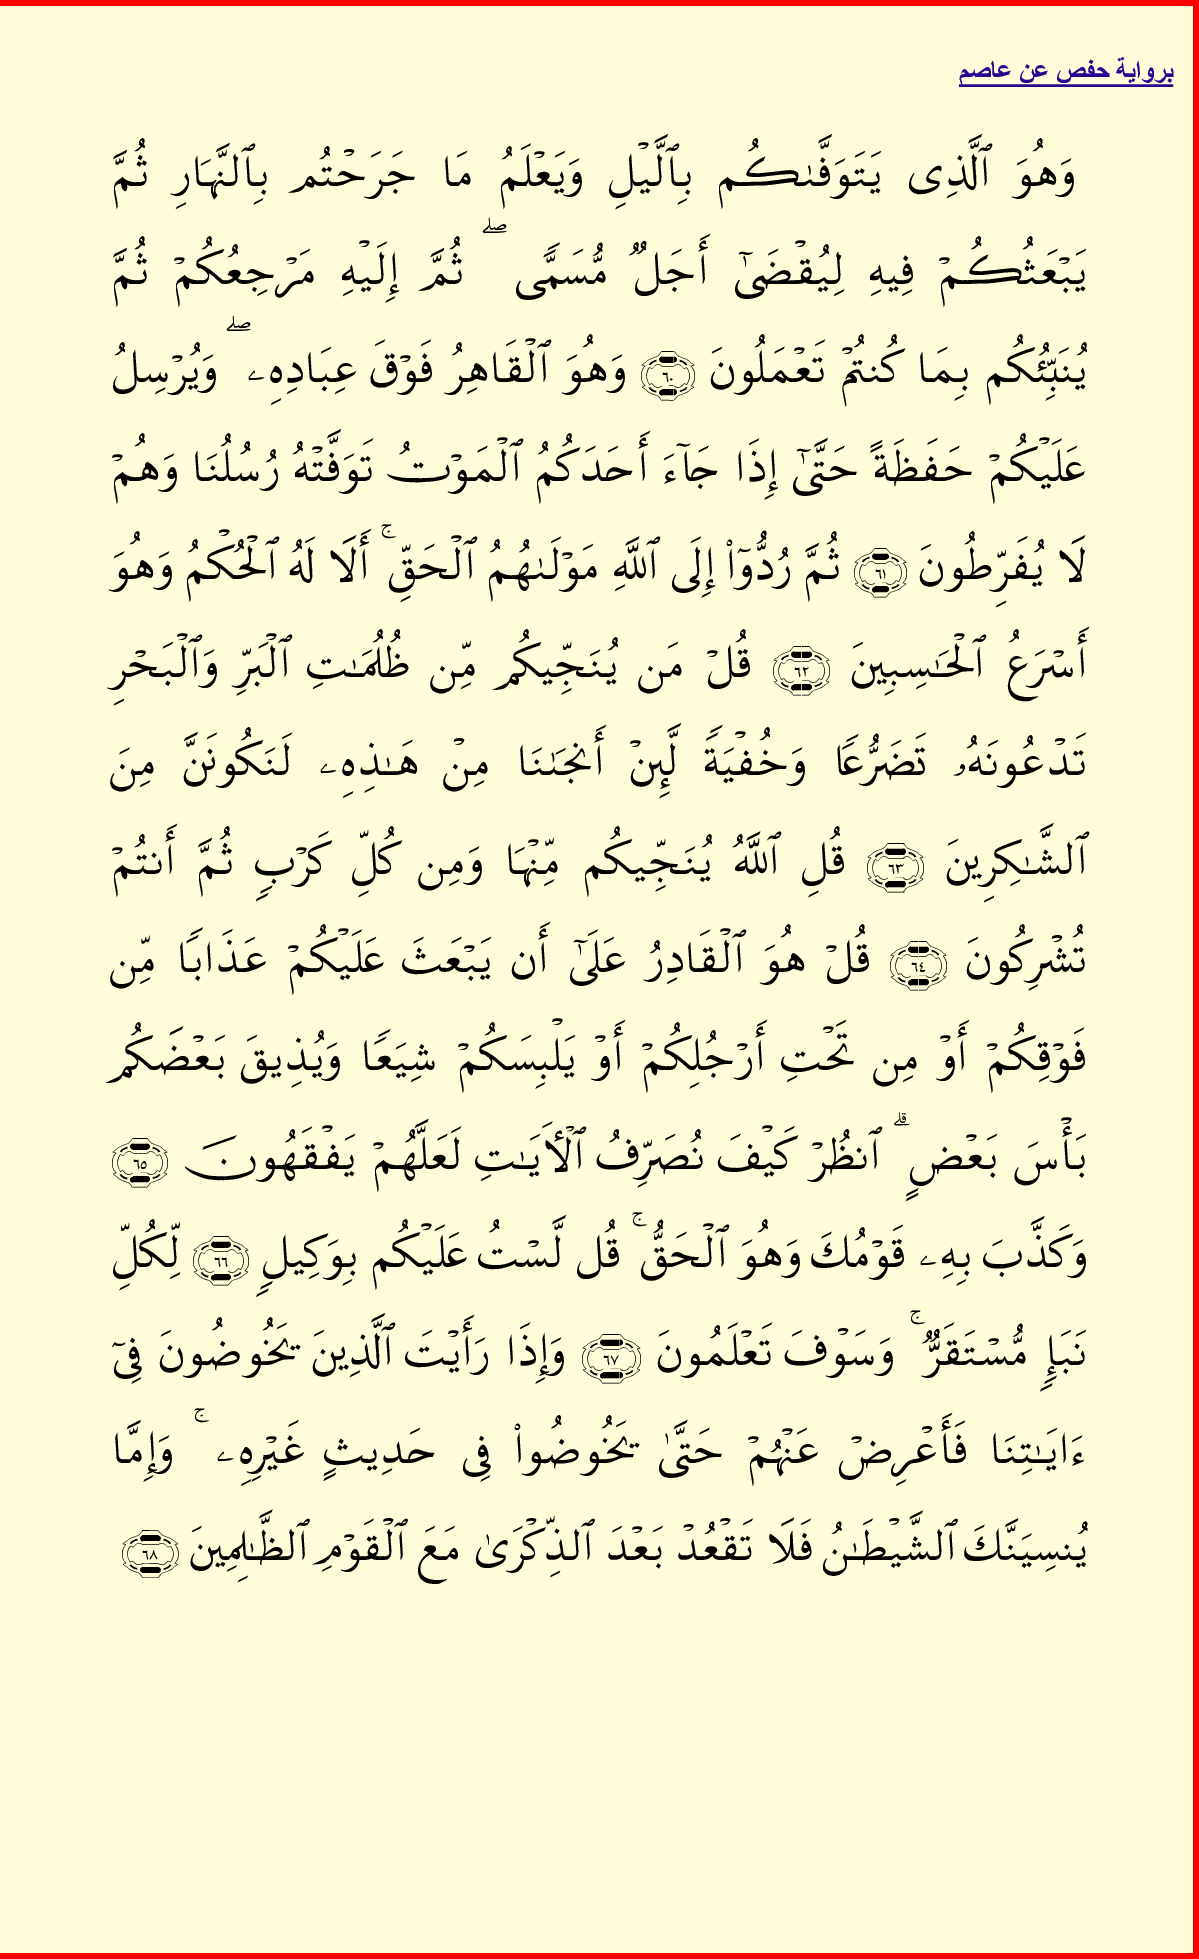 برواية حفص عن عاصم
وَهُوَ ٱلَّذِى يَتَوَفَّىٰكُم بِٱلَّيْلِ وَيَعْلَمُ مَا جَرَحْتُم بِٱلنَّهَارِ ثُمَّ
يَبْعَثُكُمْ فِيهِ لِيُقْضَىٰٓ أَجَلٌ مُّسَمًّى ۖ ثُمَّ إِلَيْهِ مَرْجِعُكُمْ ثُمَّ
يُنَبِّئُكُم بِمَا كُنتُمْ تَعْمَلُونَ ٦٠ وَهُوَ ٱلْقَاهِرُ فَوْقَ عِبَادِهِۦ ۖ وَيُرْسِلُ
عَلَيْكُمْ حَفَظَةً حَتَّىٰٓ إِذَا جَآءَ أَحَدَكُمُ ٱلْمَوْتُ تَوَفَّتْهُ رُسُلُنَا وَهُمْ
لَا يُفَرِّطُونَ ٦١ ثُمَّ رُدُّوٓا۟ إِلَى ٱللَّهِ مَوْلَىٰهُمُ ٱلْحَقِّ ۚ أَلَا لَهُ ٱلْحُكْمُ وَهُوَ
أَسْرَعُ ٱلْحَـٰسِبِينَ ٦٢ قُلْ مَن يُنَجِّيكُم مِّن ظُلُمَـٰتِ ٱلْبَرِّ وَٱلْبَحْرِ
تَدْعُونَهُۥ تَضَرُّعًا وَخُفْيَةً لَّئِنْ أَنجَىٰنَا مِنْ هَـٰذِهِۦ لَنَكُونَنَّ مِنَ
ٱلشَّـٰكِرِينَ ٦٣ قُلِ ٱللَّهُ يُنَجِّيكُم مِّنْهَا وَمِن كُلِّ كَرْبٍ ثُمَّ أَنتُمْ
تُشْرِكُونَ ٦٤ قُلْ هُوَ ٱلْقَادِرُ عَلَىٰٓ أَن يَبْعَثَ عَلَيْكُمْ عَذَابًا مِّن
فَوْقِكُمْ أَوْ مِن تَحْتِ أَرْجُلِكُمْ أَوْ يَلْبِسَكُمْ شِيَعًا وَيُذِيقَ بَعْضَكُم
بَأْسَ بَعْضٍ ۗ ٱنظُرْ كَيْفَ نُصَرِّفُ ٱلْـَٔايَـٰتِ لَعَلَّهُمْ يَفْقَهُونَ ٦٥
وَكَذَّبَ بِهِۦ قَوْمُكَ وَهُوَ ٱلْحَقُّ ۚ قُل لَّسْتُ عَلَيْكُم بِوَكِيلٍ ٦٦ لِّكُلِّ
نَبَإٍ مُّسْتَقَرٌّ ۚ وَسَوْفَ تَعْلَمُونَ ٦٧ وَإِذَا رَأَيْتَ ٱلَّذِينَ يَخُوضُونَ فِىٓ
ءَايَـٰتِنَا فَأَعْرِضْ عَنْهُمْ حَتَّىٰ يَخُوضُوا۟ فِى حَدِيثٍ غَيْرِهِۦ ۚ وَإِمَّا
يُنسِيَنَّكَ ٱلشَّيْطَـٰنُ فَلَا تَقْعُدْ بَعْدَ ٱلذِّكْرَىٰ مَعَ ٱلْقَوْمِ ٱلظَّـٰلِمِينَ ٦٨